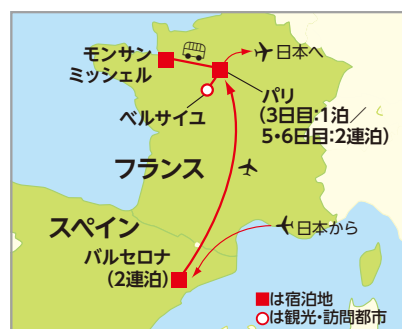 モンサン
ミッシェル
日本へ
パリ
(3日目:1泊／
5・6日目:2連泊)
ベルサイユ
フランス
スペイン
バルセロナ
(2連泊)
日本から
■は宿泊地
○は観光・訪問都市